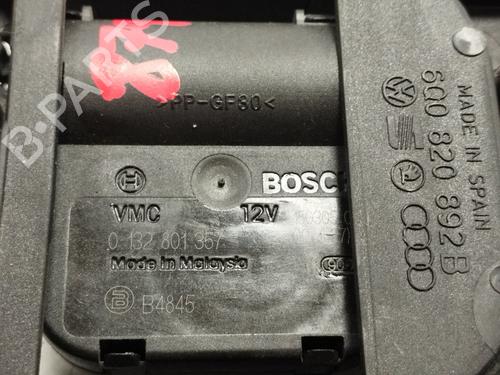 B-PARTS
>PP-GF30<
BOSCH
VMC 12V
0 132 801 357
Made in Malaysia
B4845
MADE IN SPAIN
6Q0 820 892 B